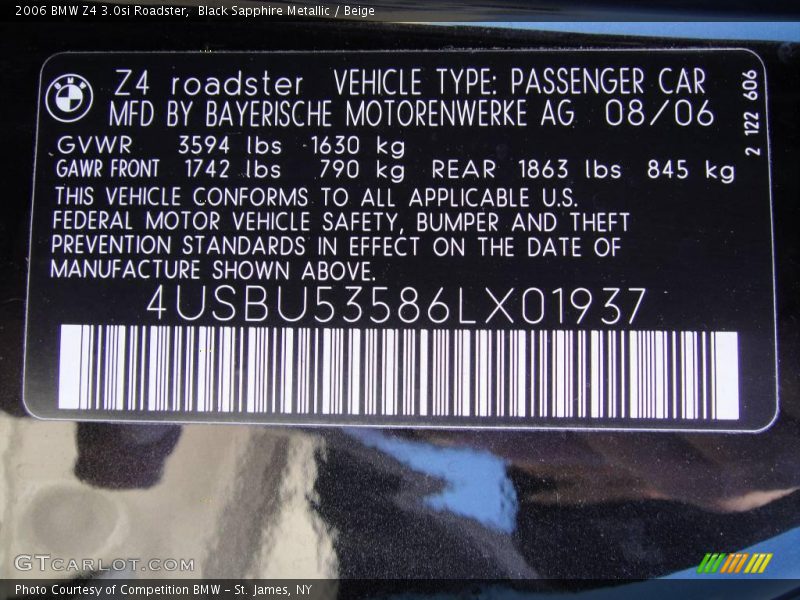 2006 BMW Z4 3.0si Roadster, Black Sapphire Metallic / Beige
Z4 roadster VEHICLE TYPE: PASSENGER CAR
MFD BY BAYERISCHE MOTORENWERKE AG 08/06
GVWR 3594 lbs 1630 kg
GAWR FRONT 1742 lbs 790 kg REAR 1863 lbs 845 kg
THIS VEHICLE CONFORMS TO ALL APPLICABLE U.S.
FEDERAL MOTOR VEHICLE SAFETY, BUMPER AND THEFT
PREVENTION STANDARDS IN EFFECT ON THE DATE OF
MANUFACTURE SHOWN ABOVE.
4USBU53586LX01937
2 122 606
GTCARLOT.COM
Photo Courtesy of Competition BMW - St. James, NY